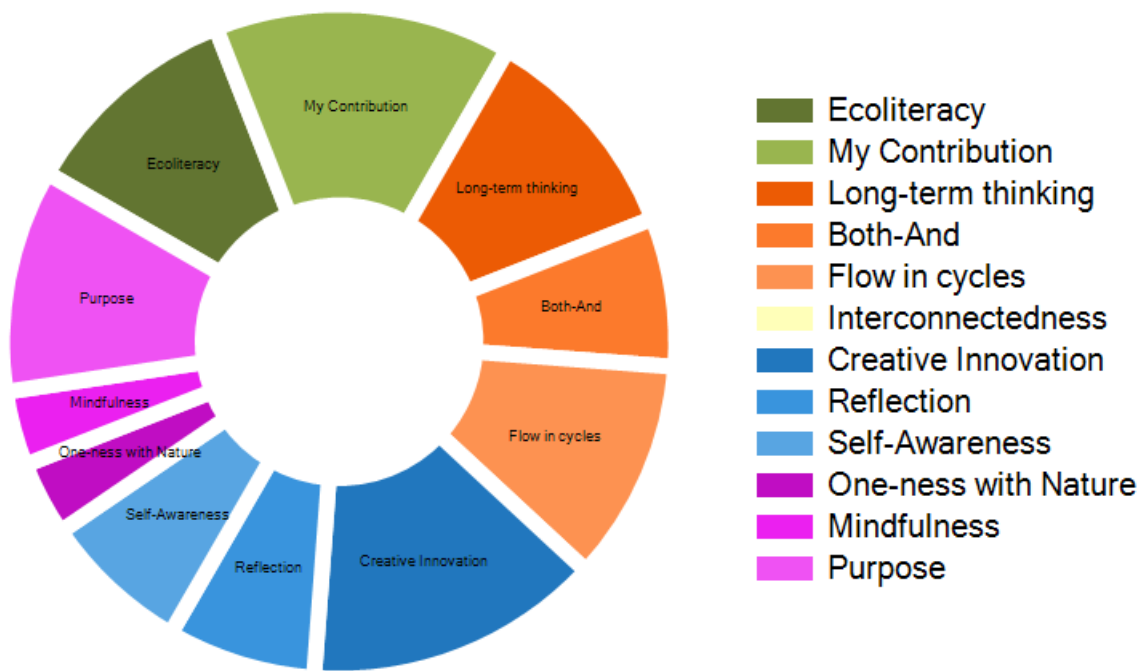 My Contribution
Ecoliteracy
Long-term thinking
Purpose
Both-And
Mindfulness
Flow in cycles
One-ness with Nature
Self-Awareness
Creative Innovation
Reflection
Ecoliteracy
My Contribution
Long-term thinking
Both-And
Flow in cycles
Interconnectedness
Creative Innovation
Reflection
Self-Awareness
One-ness with Nature
Mindfulness
Purpose